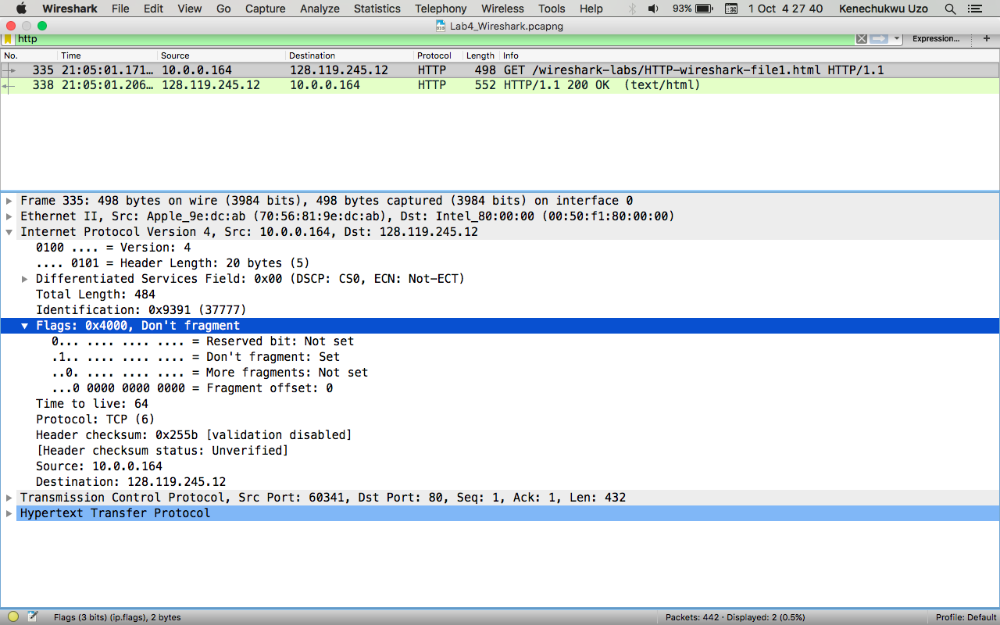 Wireshark File Edit View Go Capture Analyze Statistics Telephony Wireless Tools Help 93% 1 Oct 4 27 40 Kenechukwu Uzo
Lab4_Wireshark.pcapng
http Expression... +
No. Time Source Destination Protocol Length Info
335 21:05:01.171… 10.0.0.164 128.119.245.12 HTTP 498 GET /wireshark-labs/HTTP-wireshark-file1.html HTTP/1.1
338 21:05:01.206… 128.119.245.12 10.0.0.164 HTTP 552 HTTP/1.1 200 OK (text/html)
Frame 335: 498 bytes on wire (3984 bits), 498 bytes captured (3984 bits) on interface 0
Ethernet II, Src: Apple_9e:dc:ab (70:56:81:9e:dc:ab), Dst: Intel_80:00:00 (00:50:f1:80:00:00)
Internet Protocol Version 4, Src: 10.0.0.164, Dst: 128.119.245.12
0100 .... = Version: 4
.... 0101 = Header Length: 20 bytes (5)
Differentiated Services Field: 0x00 (DSCP: CS0, ECN: Not-ECT)
Total Length: 484
Identification: 0x9391 (37777)
Flags: 0x4000, Don't fragment
0... .... .... .... = Reserved bit: Not set
.1.. .... .... .... = Don't fragment: Set
..0. .... .... .... = More fragments: Not set
...0 0000 0000 0000 = Fragment offset: 0
Time to live: 64
Protocol: TCP (6)
Header checksum: 0x255b [validation disabled]
[Header checksum status: Unverified]
Source: 10.0.0.164
Destination: 128.119.245.12
Transmission Control Protocol, Src Port: 60341, Dst Port: 80, Seq: 1, Ack: 1, Len: 432
Hypertext Transfer Protocol
Flags (3 bits) (ip.flags), 2 bytes Packets: 442 · Displayed: 2 (0.5%) Profile: Default